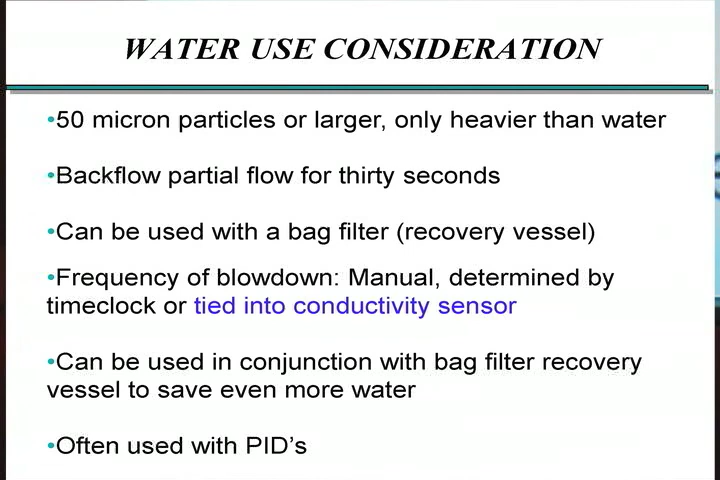 WATER USE CONSIDERATION
•50 micron particles or larger, only heavier than water
•Backflow partial flow for thirty seconds
•Can be used with a bag filter (recovery vessel)
•Frequency of blowdown: Manual, determined by
timeclock or tied into conductivity sensor
•Can be used in conjunction with bag filter recovery
vessel to save even more water
•Often used with PID’s